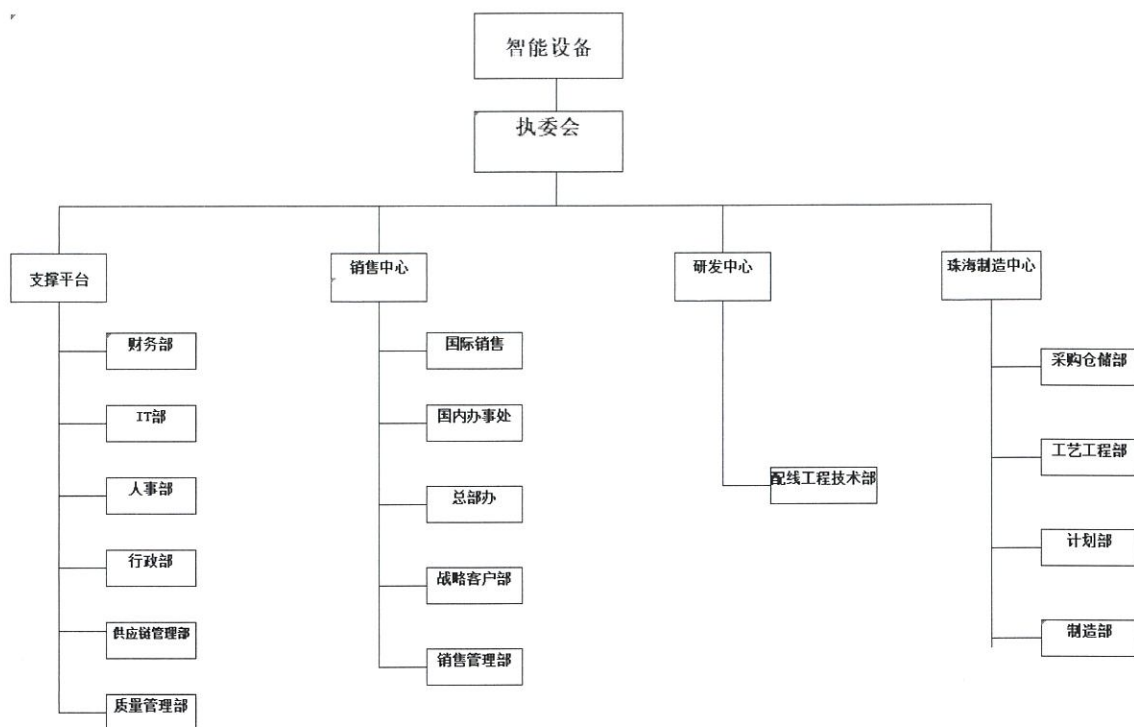 智能设备
执委会
支撑平台
销售中心
研发中心
珠海制造中心
财务部
IT部
人事部
行政部
供应链管理部
质量管理部
国际销售
国内办事处
总部办
战略客户部
销售管理部
配线工程技术部
采购仓储部
工艺工程部
计划部
制造部